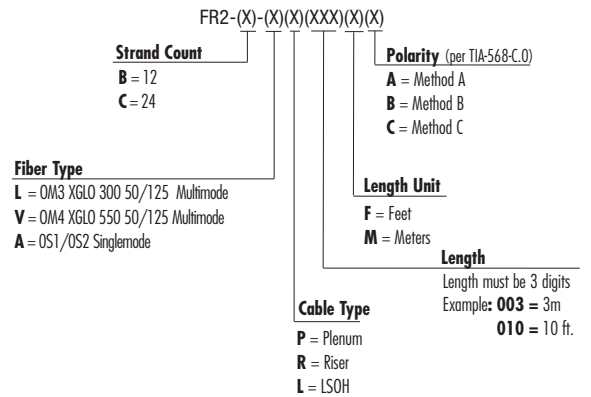 FR2-(X)-(X)(X)(XXX)(X)(X)
Strand Count
B = 12
C = 24
Polarity (per TIA-568-C.0)
A = Method A
B = Method B
C = Method C
Fiber Type
L = OM3 XGLO 300 50/125 Multimode
V = OM4 XGLO 550 50/125 Multimode
A = OS1/OS2 Singlemode
Length Unit
F = Feet
M = Meters
Length
Length must be 3 digits
Example: 003 = 3m
010 = 10 ft.
Cable Type
P = Plenum
R = Riser
L = LSOH